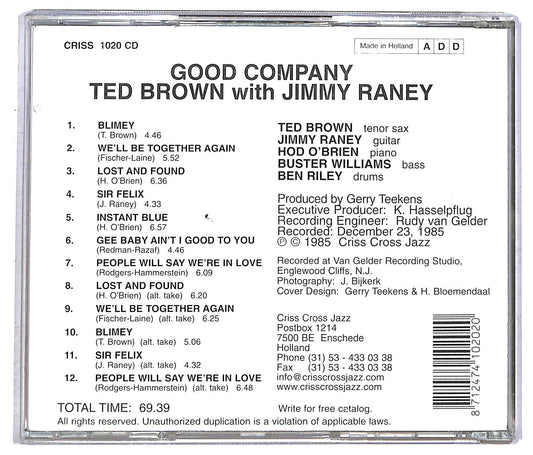 CRISS 1020 CD
Made in Holland A D D
GOOD COMPANY
TED BROWN with JIMMY RANEY
1. BLIMEY
(T. Brown) 4.46
2. WE'LL BE TOGETHER AGAIN
(Fischer-Laine) 5.52
3. LOST AND FOUND
(H. O'Brien) 6.36
4. SIR FELIX
(J. Raney) 4.33
5. INSTANT BLUE
(H. O'Brien) 6.57
6. GEE BABY AIN'T I GOOD TO YOU
(Redman-Razaf) 4.46
7. PEOPLE WILL SAY WE'RE IN LOVE
(Rodgers-Hammerstein) 6.09
8. LOST AND FOUND
(H. O'Brien) (alt. take) 6.20
9. WE'LL BE TOGETHER AGAIN
(Fischer-Laine) (alt. take) 6.25
10. BLIMEY
(T. Brown) (alt. take) 5.06
11. SIR FELIX
(J. Raney) (alt. take) 4.32
12. PEOPLE WILL SAY WE'RE IN LOVE
(Rodgers-Hammerstein) (alt. take) 6.48
TOTAL TIME: 69.39
TED BROWN tenor sax
JIMMY RANEY guitar
HOD O'BRIEN piano
BUSTER WILLIAMS bass
BEN RILEY drums
Produced by Gerry Teekens
Executive Producer: K. Hasselpflug
Recording Engineer: Rudy van Gelder
Recorded: December 23, 1985
℗ © 1985 Criss Cross Jazz
Recorded at Van Gelder Recording Studio,
Englewood Cliffs, N.J.
Photography: J. Bijkerk
Cover Design: Gerry Teekens & H. Bloemendaal
Criss Cross Jazz
Postbox 1214
7500 BE Enschede
Holland
Phone (31) 53 - 433 03 38
Fax (31) 53 - 433 03 38
info@crisscrossjazz.com
www.crisscrossjazz.com
Write for free catalog.
8 712474 102020
All rights reserved. Unauthorized duplication is a violation of applicable laws.